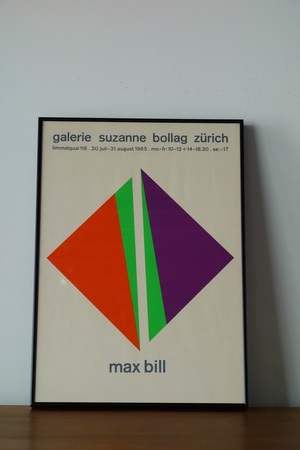 galerie suzanne bollag zürich
limmatquai 116 . 20. juli-31. august 1965 . mo-fr: 10-12 + 14-18.30 . sa: -17
max bill